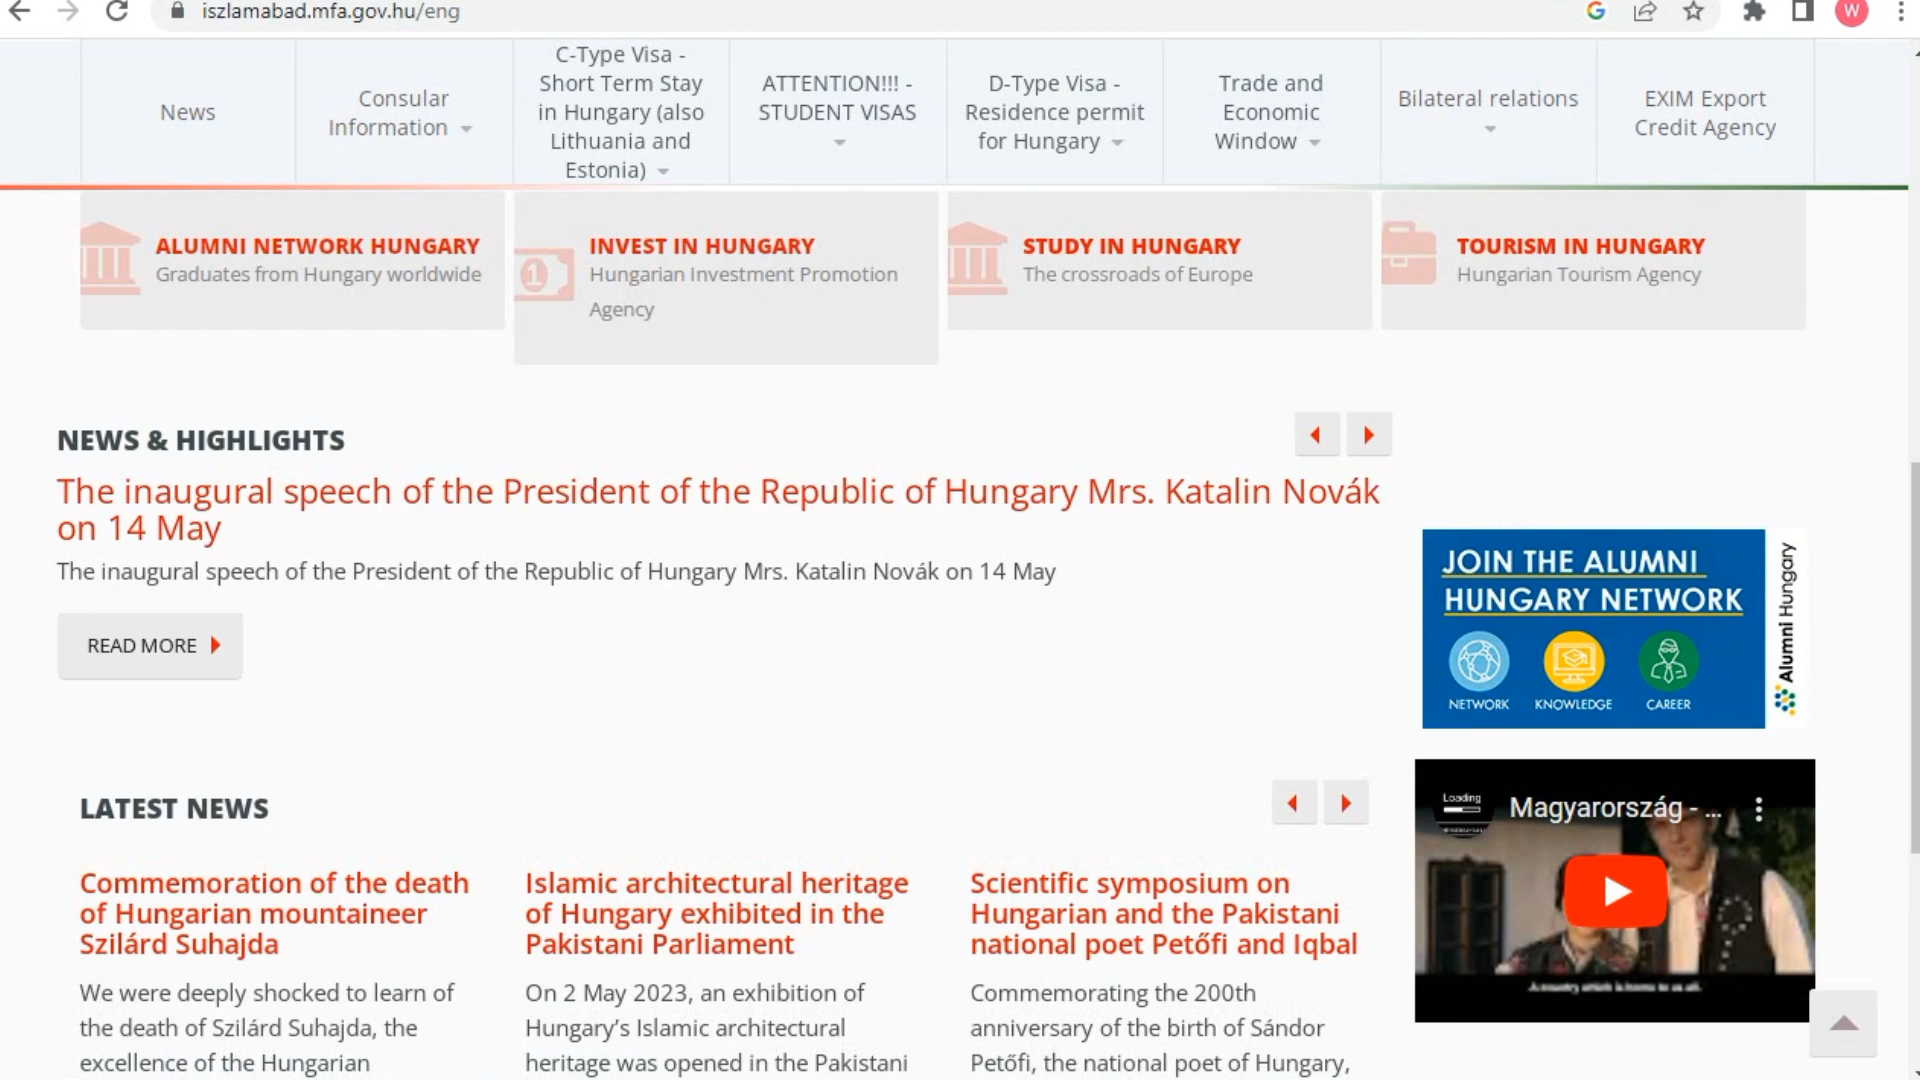 iszlamabad.mfa.gov.hu/eng
W
News
Consular
Information
C-Type Visa -
Short Term Stay
in Hungary (also
Lithuania and
Estonia)
ATTENTION!!! -
STUDENT VISAS
D-Type Visa -
Residence permit
for Hungary
Trade and
Economic
Window
Bilateral relations
EXIM Export
Credit Agency
ALUMNI NETWORK HUNGARY
Graduates from Hungary worldwide
INVEST IN HUNGARY
Hungarian Investment Promotion
Agency
STUDY IN HUNGARY
The crossroads of Europe
TOURISM IN HUNGARY
Hungarian Tourism Agency
NEWS & HIGHLIGHTS
The inaugural speech of the President of the Republic of Hungary Mrs. Katalin Novák
on 14 May
The inaugural speech of the President of the Republic of Hungary Mrs. Katalin Novák on 14 May
READ MORE
JOIN THE ALUMNI
HUNGARY NETWORK
NETWORK KNOWLEDGE CAREER
Alumni Hungary
LATEST NEWS
Commemoration of the death
of Hungarian mountaineer
Szilárd Suhajda
We were deeply shocked to learn of
the death of Szilárd Suhajda, the
excellence of the Hungarian
Islamic architectural heritage
of Hungary exhibited in the
Pakistani Parliament
On 2 May 2023, an exhibition of
Hungary’s Islamic architectural
heritage was opened in the Pakistani
Scientific symposium on
Hungarian and the Pakistani
national poet Petőfi and Iqbal
Commemorating the 200th
anniversary of the birth of Sándor
Petőfi, the national poet of Hungary,
Loading
Magyarország - ...